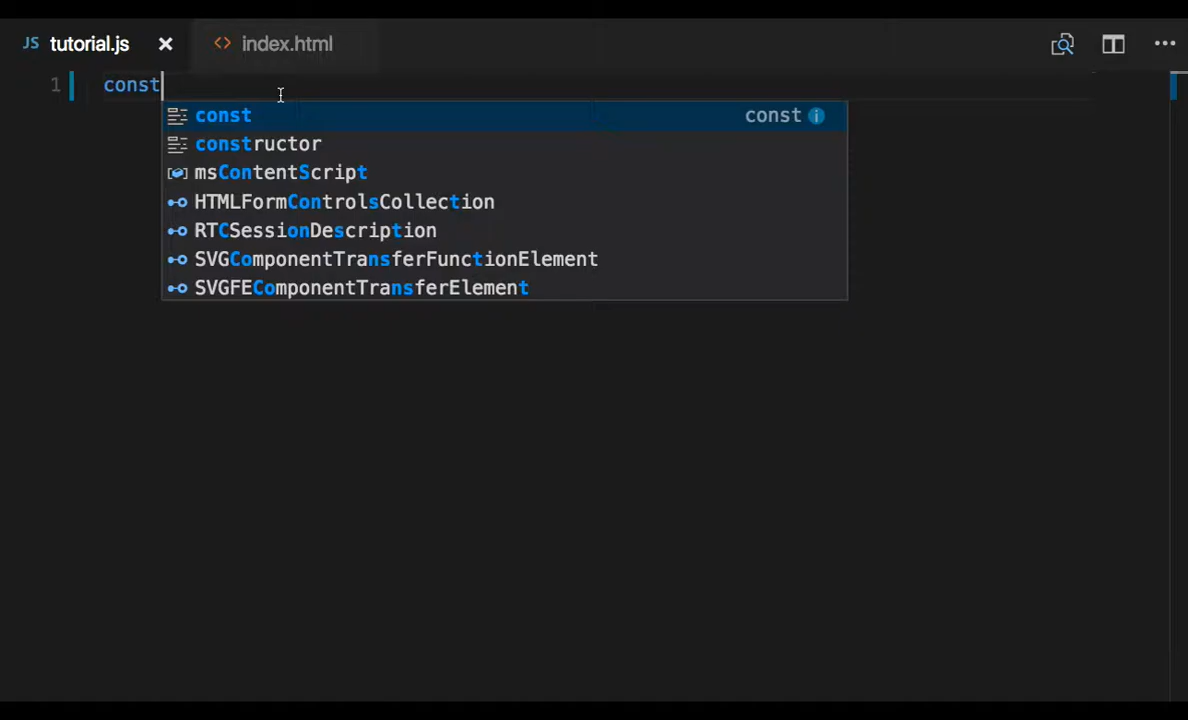 JS tutorial.js
index.html
1 const
const const
constructor
msContentScript
HTMLFormControlsCollection
RTCSessionDescription
SVGComponentTransferFunctionElement
SVGFEComponentTransferElement